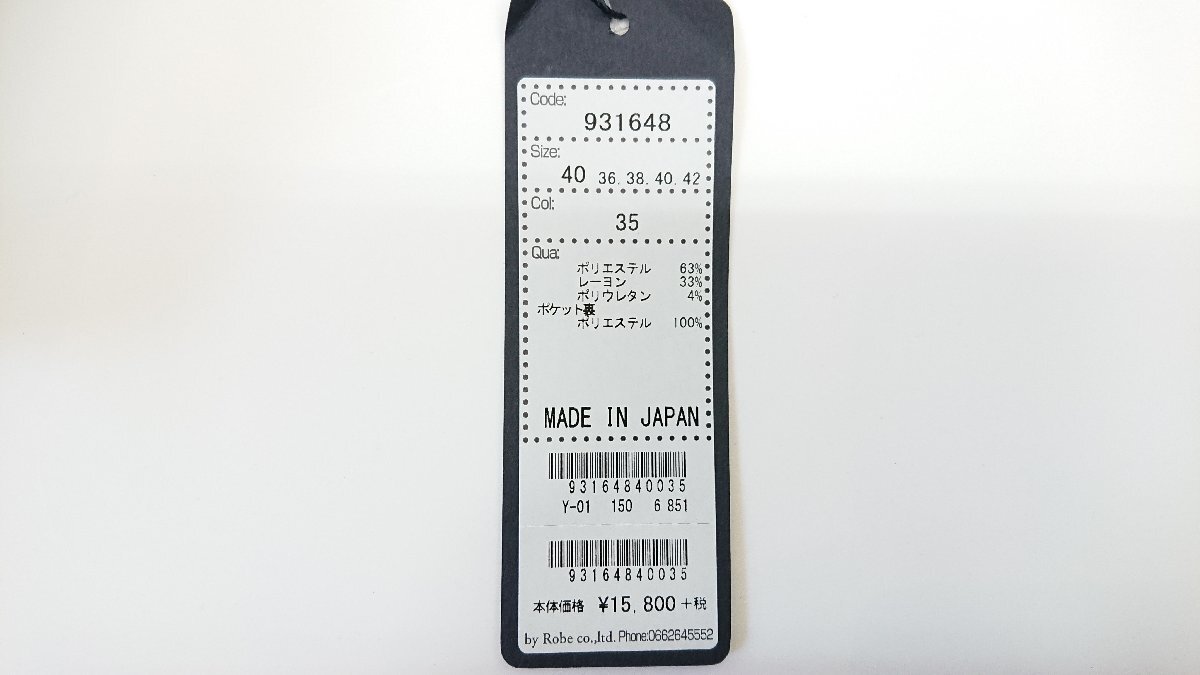 Code:
931648
Size:
40 36. 38. 40. 42
Col:
35
Qua:
ポリエステル 63%
レーヨン 33%
ポリウレタン 4%
ポケット裏
ポリエステル 100%
MADE IN JAPAN
93164840035
Y-01 150 6 851
93164840035
本体価格 ¥15,800+税
by Robe co.,ltd. Phone:0662645552